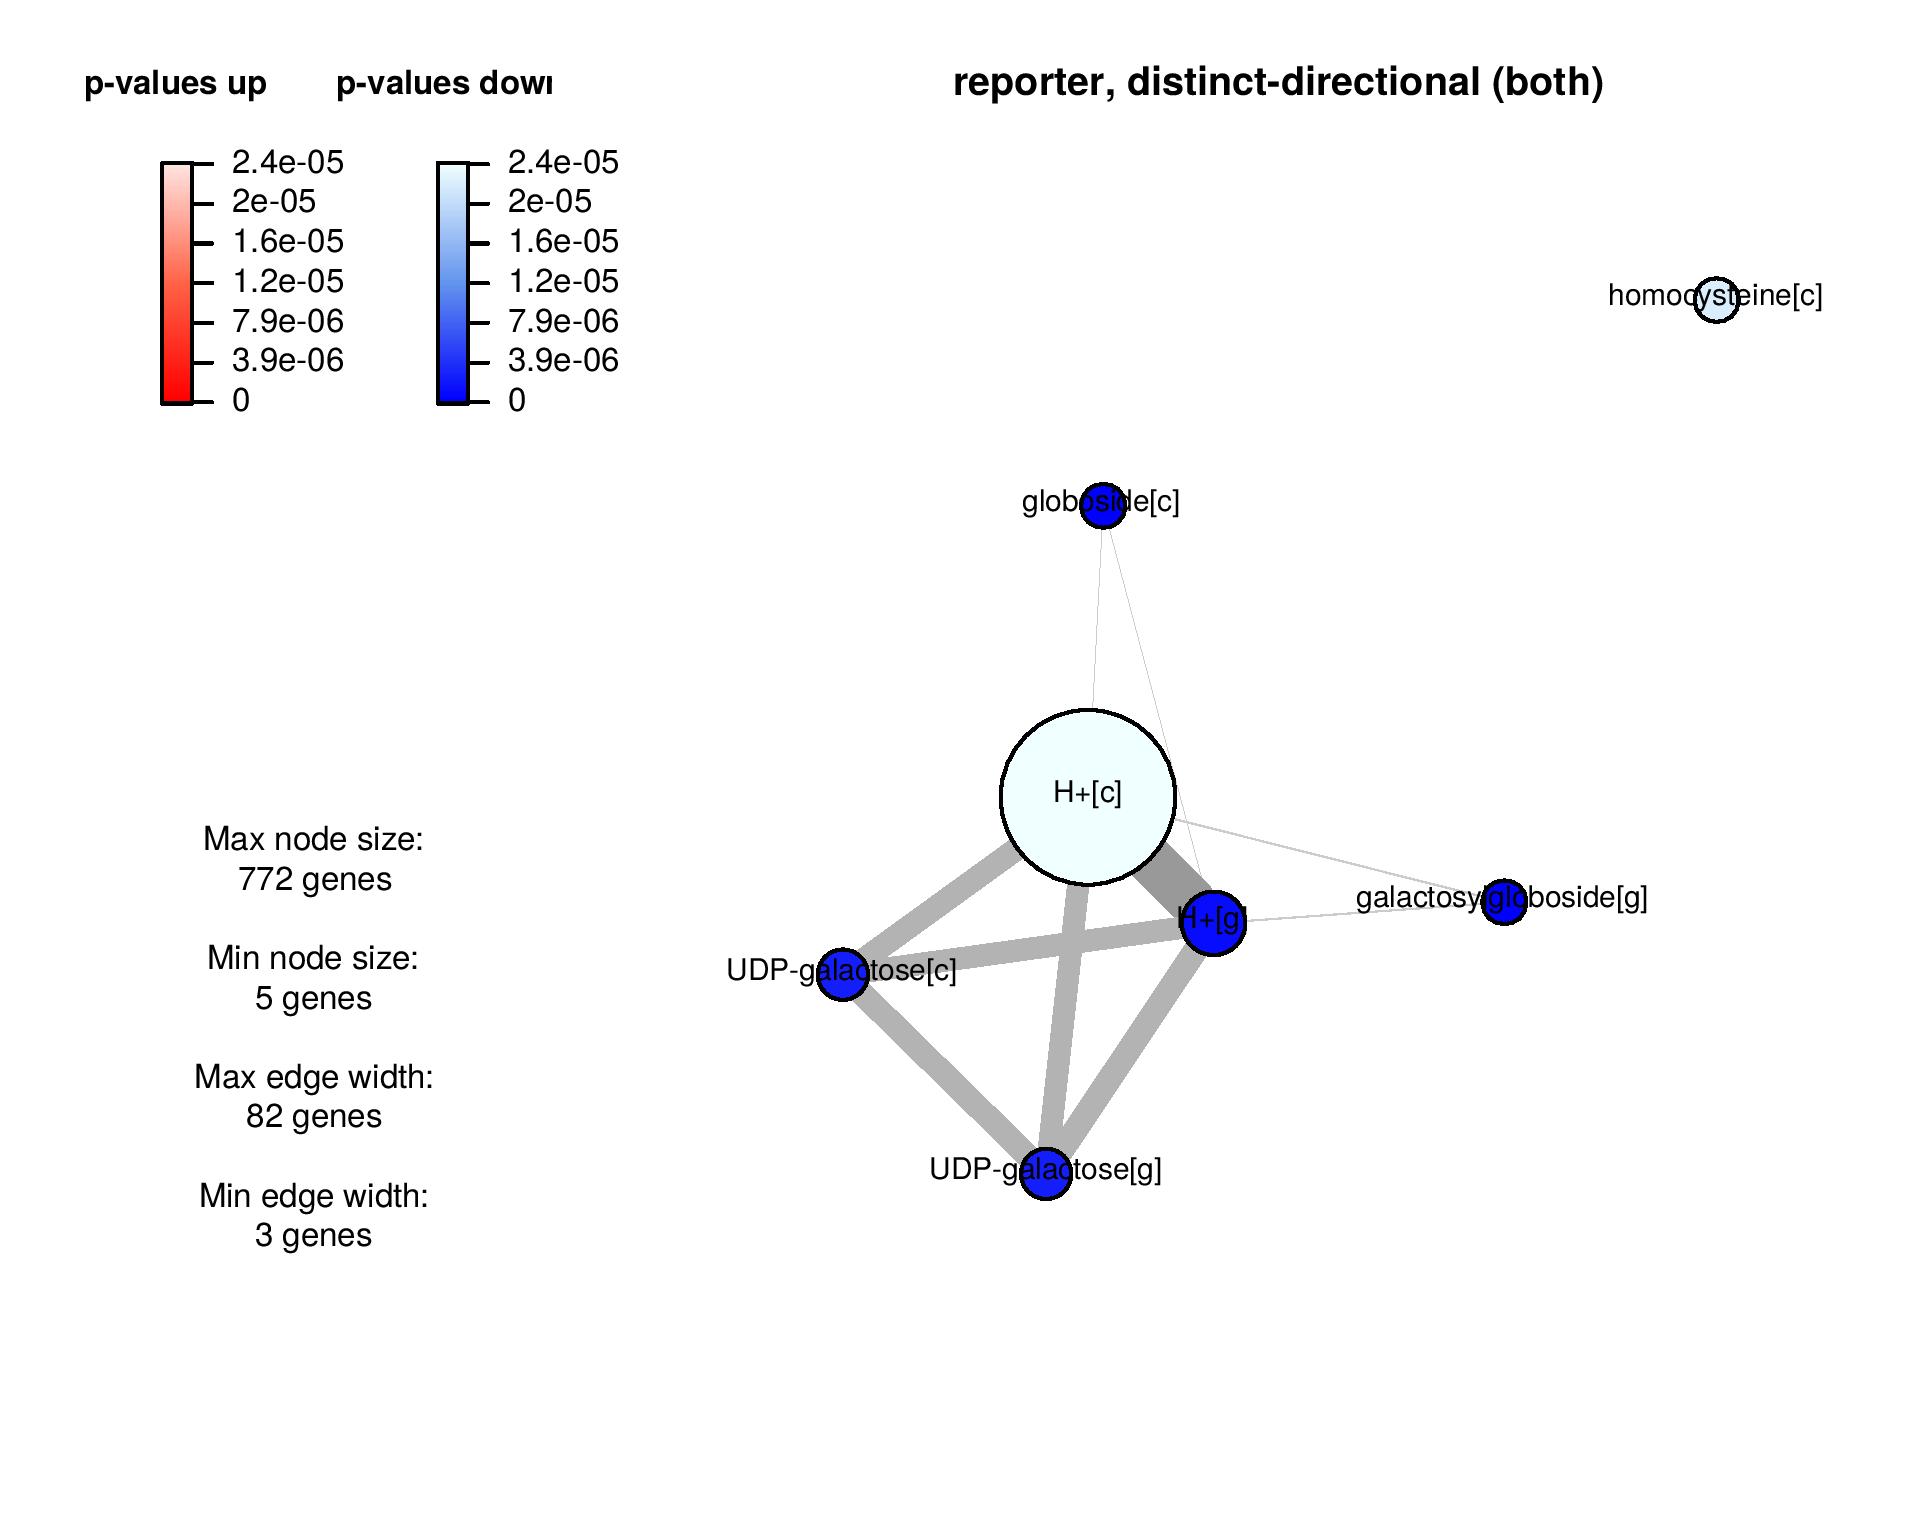 p-values up
p-values down
reporter, distinct-directional (both)
2.4e-05
2e-05
1.6e-05
1.2e-05
7.9e-06
3.9e-06
0
2.4e-05
2e-05
1.6e-05
1.2e-05
7.9e-06
3.9e-06
0
homocysteine[c]
globoside[c]
H+[c]
galactosylgloboside[g]
H+[g]
UDP-galactose[c]
UDP-galactose[g]
Max node size:
772 genes
Min node size:
5 genes
Max edge width:
82 genes
Min edge width:
3 genes